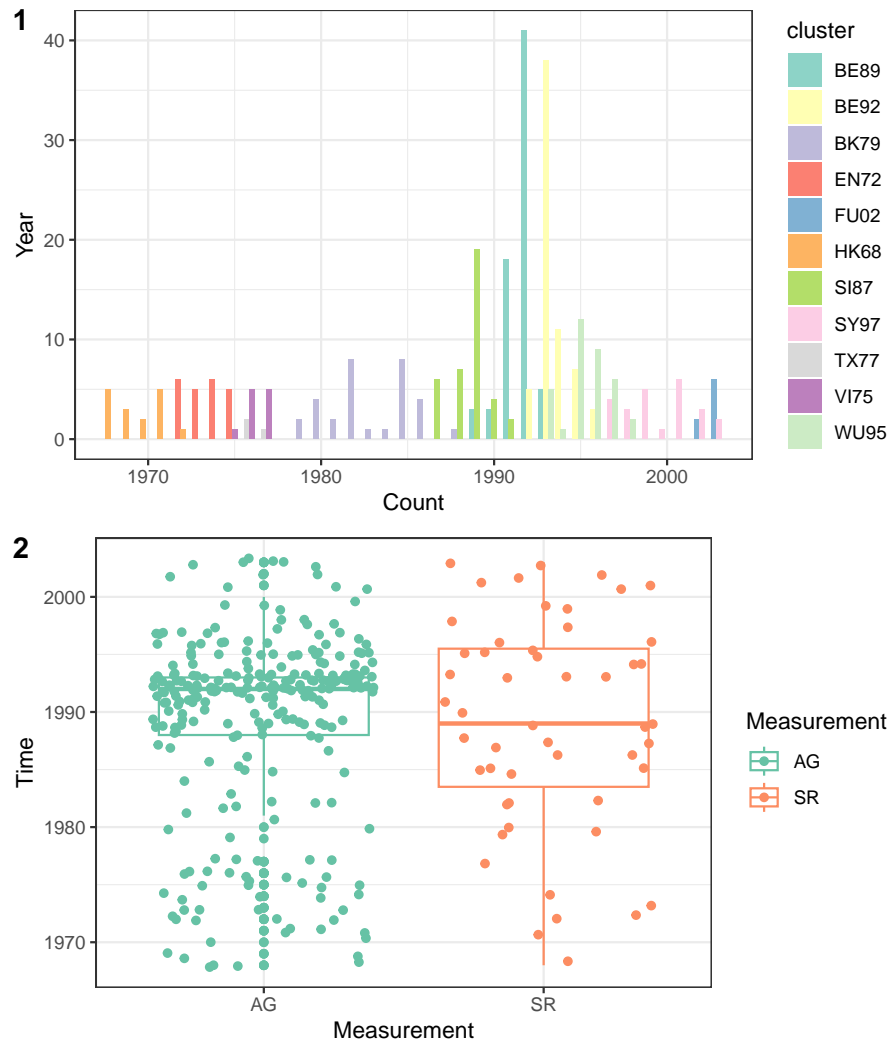 1
40
30
20
10
0
Year
1970 1980 1990 2000
Count
cluster
BE89
BE92
BK79
EN72
FU02
HK68
SI87
SY97
TX77
VI75
WU95
2
2000
1990
1980
1970
Time
AG SR
Measurement
Measurement
AG
SR